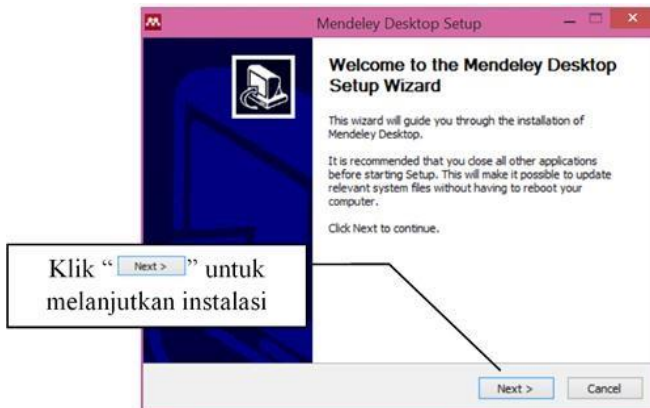 Mendeley Desktop Setup
Welcome to the Mendeley Desktop
Setup Wizard
This wizard will guide you through the installation of
Mendeley Desktop.
It is recommended that you close all other applications
before starting Setup. This will make it possible to update
relevant system files without having to reboot your
computer.
Click Next to continue.
Klik “ Next > ” untuk
melanjutkan instalasi
Next > Cancel